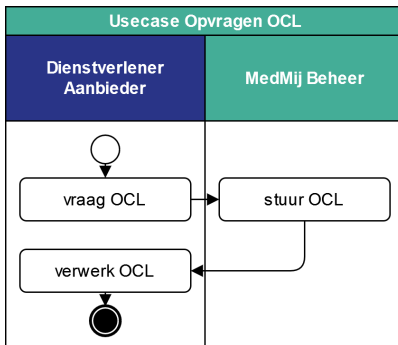 Usecase Opvragen OCL
Dienstverlener
Aanbieder
MedMij Beheer
vraag OCL
stuur OCL
verwerk OCL